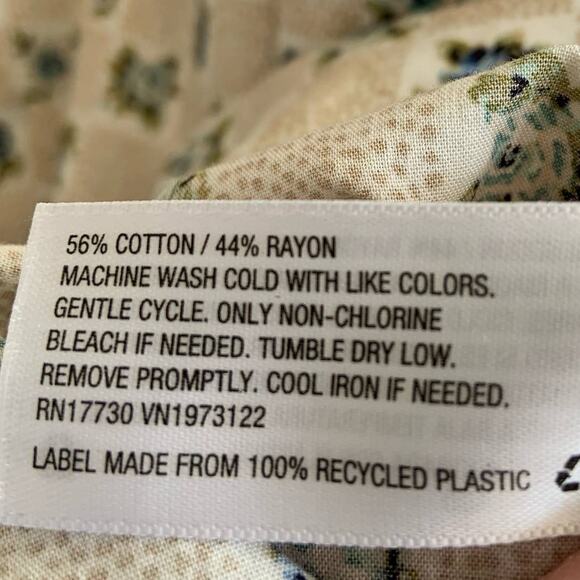 56% COTTON / 44% RAYON
MACHINE WASH COLD WITH LIKE COLORS.
GENTLE CYCLE. ONLY NON-CHLORINE
BLEACH IF NEEDED. TUMBLE DRY LOW.
REMOVE PROMPTLY. COOL IRON IF NEEDED.
RN17730 VN1973122
LABEL MADE FROM 100% RECYCLED PLASTIC